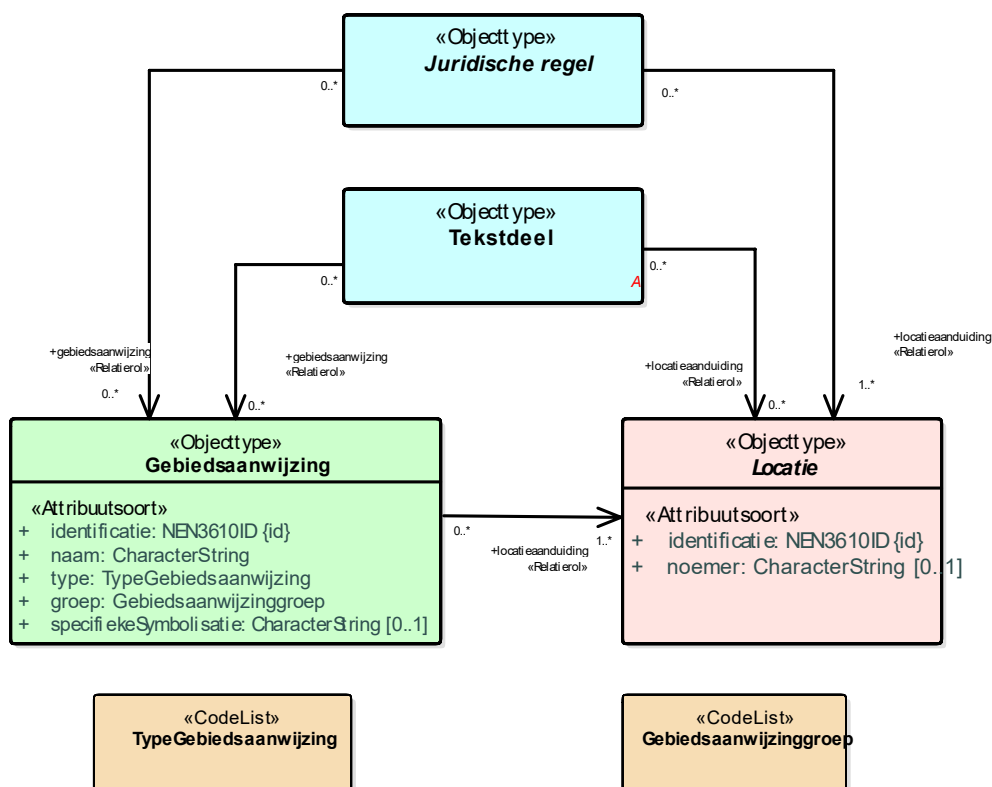 «Objecttype»
Juridische regel
0..*
0..*
«Objecttype»
Tekstdeel
0..*
0..*
A
+gebiedsaanwijzing
«Relatierol»
0..*
+gebiedsaanwijzing
«Relatierol»
0..*
+locatieaanduiding
«Relatierol»
0..*
+locatieaanduiding
«Relatierol»
1..*
«Objecttype»
Gebiedsaanwijzing
«Attribuutsoort»
+ identificatie: NEN3610ID {id}
+ naam: CharacterString
+ type: TypeGebiedsaanwijzing
+ groep: Gebiedsaanwijzinggroep
+ specifiekeSymbolisatie: CharacterString [0..1]
0..*
+locatieaanduiding
«Relatierol»
1..*
«Objecttype»
Locatie
«Attribuutsoort»
+ identificatie: NEN3610ID {id}
+ noemer: CharacterString [0..1]
«CodeList»
TypeGebiedsaanwijzing
«CodeList»
Gebiedsaanwijzinggroep